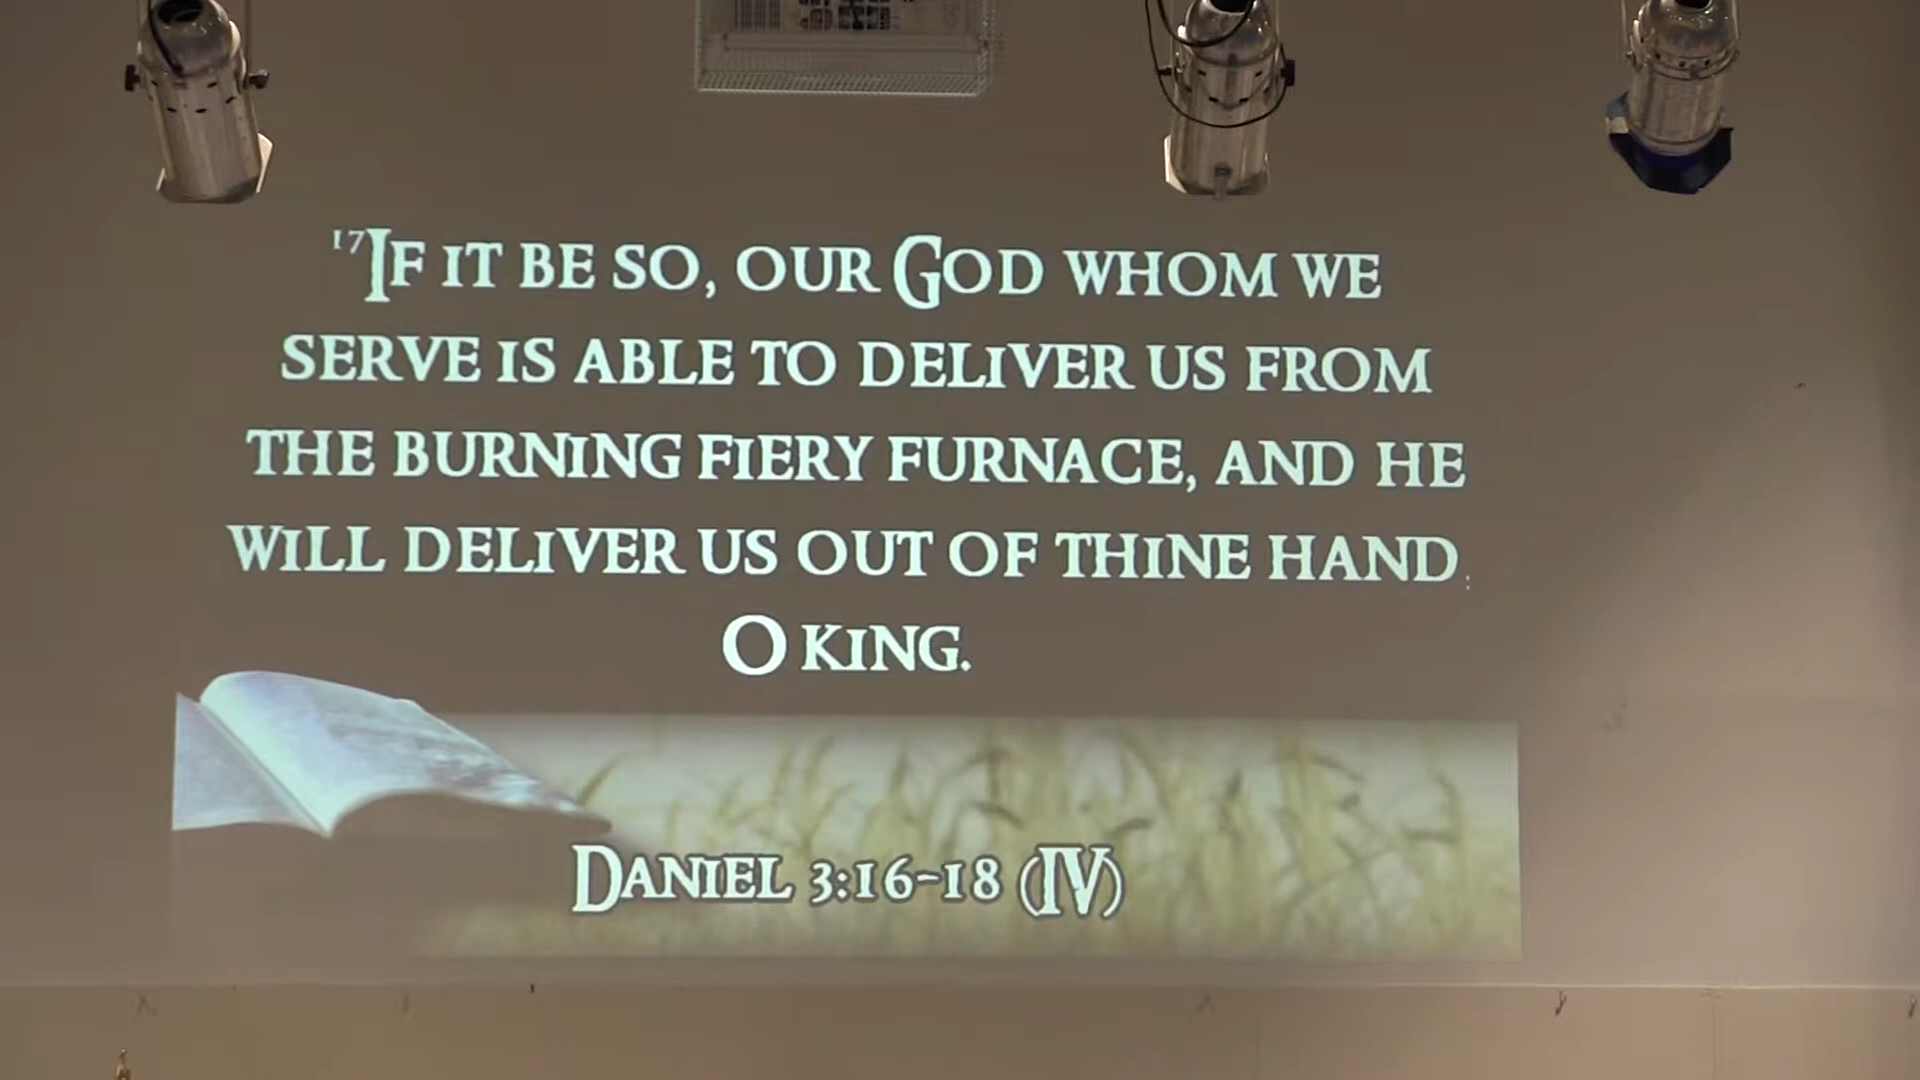 ¹⁷If it be so, our God whom we
serve is able to deliver us from
the burning fiery furnace, and he
will deliver us out of thine hand,
O king.
Daniel 3:16-18 (IV)